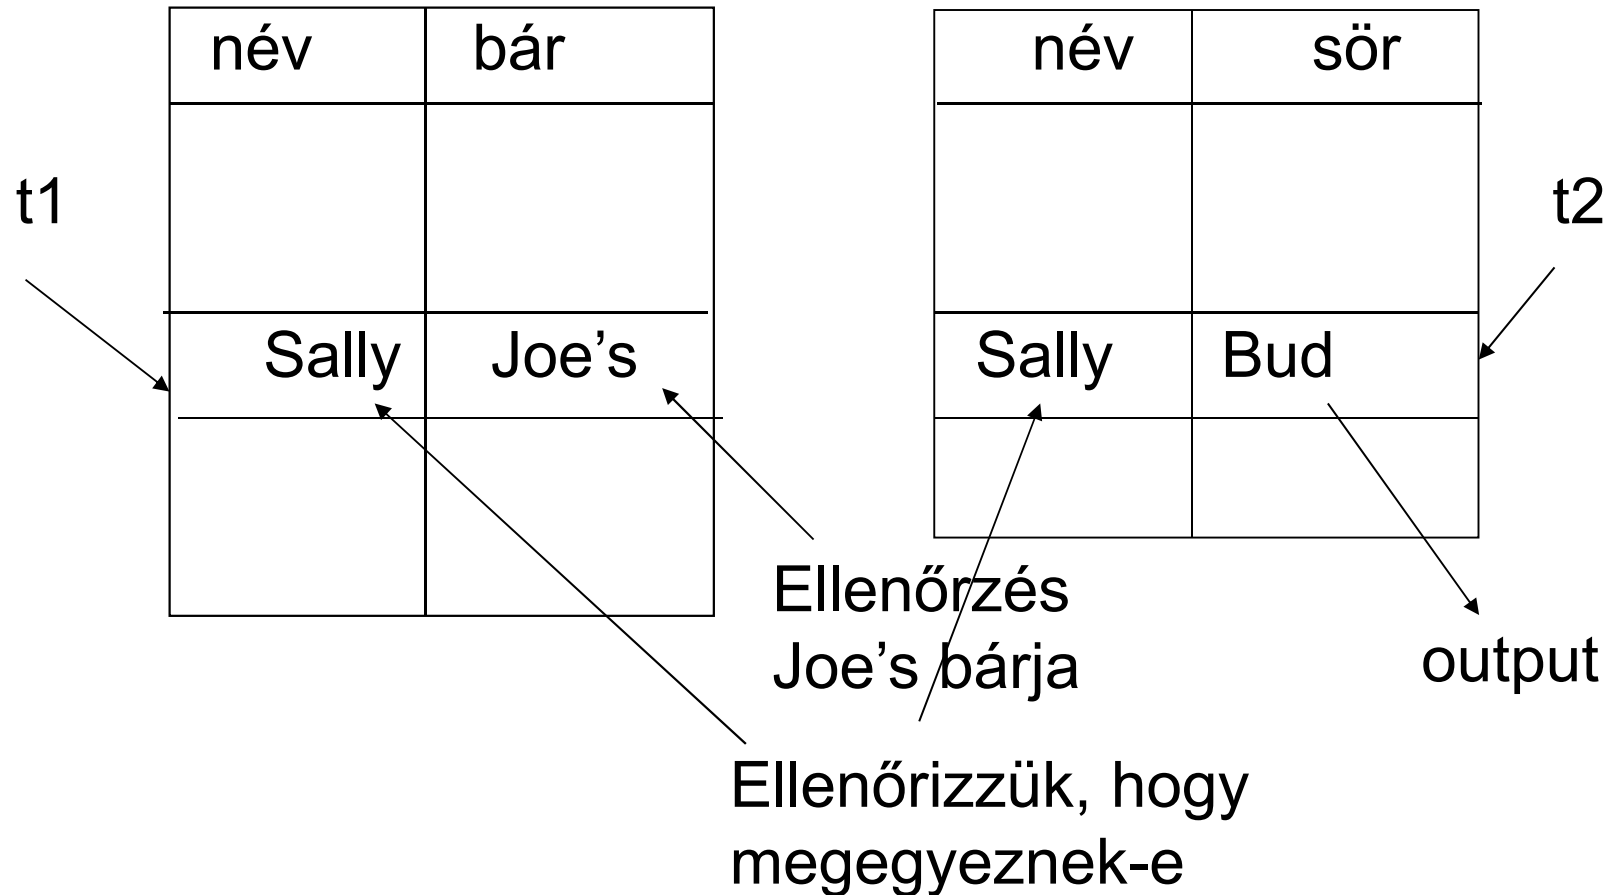 név bár
név sör
t1
t2
Sally Joe’s
Sally Bud
Ellenőrzés
Joe’s bárja
output
Ellenőrizzük, hogy
megegyeznek-e